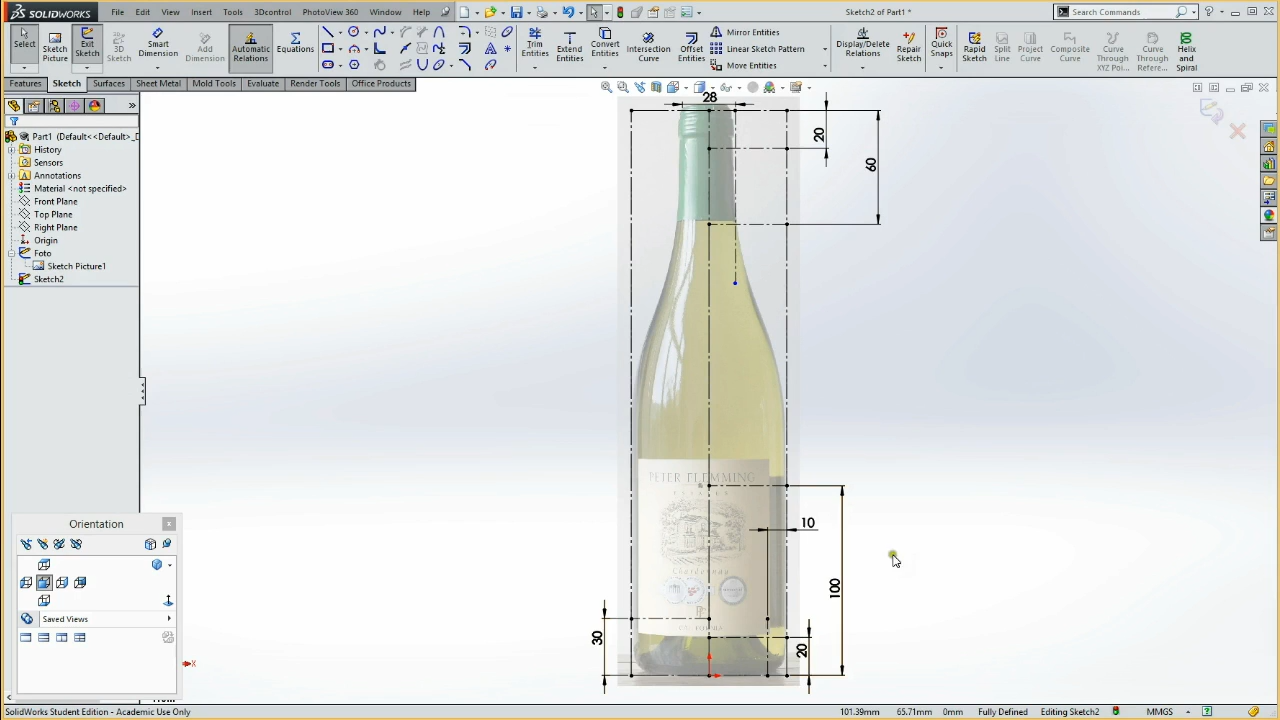 SOLIDWORKS File Edit View Insert Tools 3Dcontrol PhotoView 360 Window Help Sketch2 of Part1 * Search Commands
Select Sketch Picture Exit Sketch 3D Sketch Smart Dimension Add Dimension Automatic Relations Equations Trim Entities Extend Entities Convert Entities Intersection Curve Offset Entities Mirror Entities Linear Sketch Pattern Move Entities Display/Delete Relations Repair Sketch Quick Snaps Rapid Sketch Split Line Project Curve Composite Curve Curve Through XYZ Poi... Curve Through Refere... Helix and Spiral
Features Sketch Surfaces Sheet Metal Mold Tools Evaluate Render Tools Office Products
Part1 (Default<<Default>_D
History
Sensors
Annotations
Material <not specified>
Front Plane
Top Plane
Right Plane
Origin
Foto
Sketch Picture1
Sketch2
28
20
60
PETER FLEMMING
10
Chardonnay
100
30
20
Orientation
Saved Views
X
SOLIDWORKS Student Edition - Academic Use Only 101.39mm 65.71mm 0mm Fully Defined Editing Sketch2 MMGS